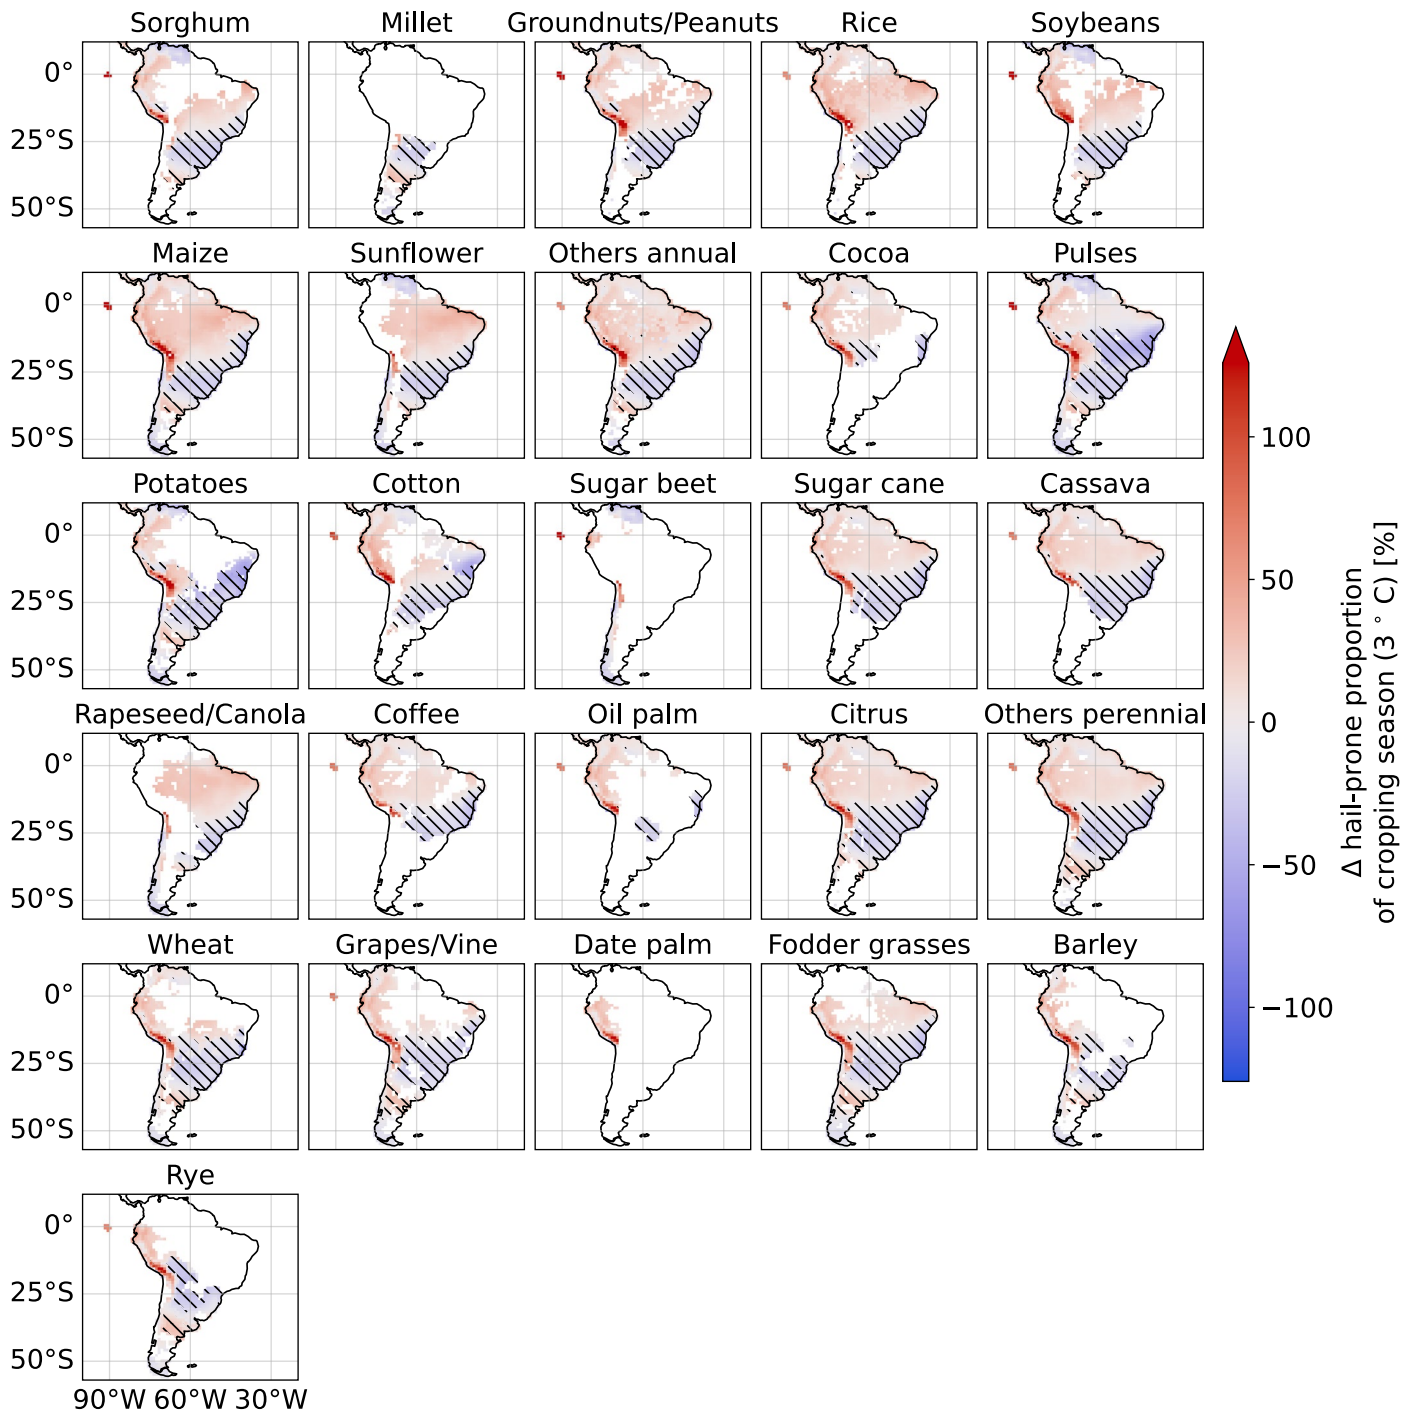 Sorghum
Millet
Groundnuts/Peanuts
Rice
Soybeans
0°
25°S
50°S
Maize
Sunflower
Others annual
Cocoa
Pulses
0°
25°S
50°S
Potatoes
Cotton
Sugar beet
Sugar cane
Cassava
0°
25°S
50°S
Rapeseed/Canola
Coffee
Oil palm
Citrus
Others perennial
0°
25°S
50°S
Wheat
Grapes/Vine
Date palm
Fodder grasses
Barley
0°
25°S
50°S
Rye
0°
25°S
50°S
90°W 60°W 30°W
100
50
0
−50
−100
Δ hail-prone proportion
of cropping season (3 ° C) [%]